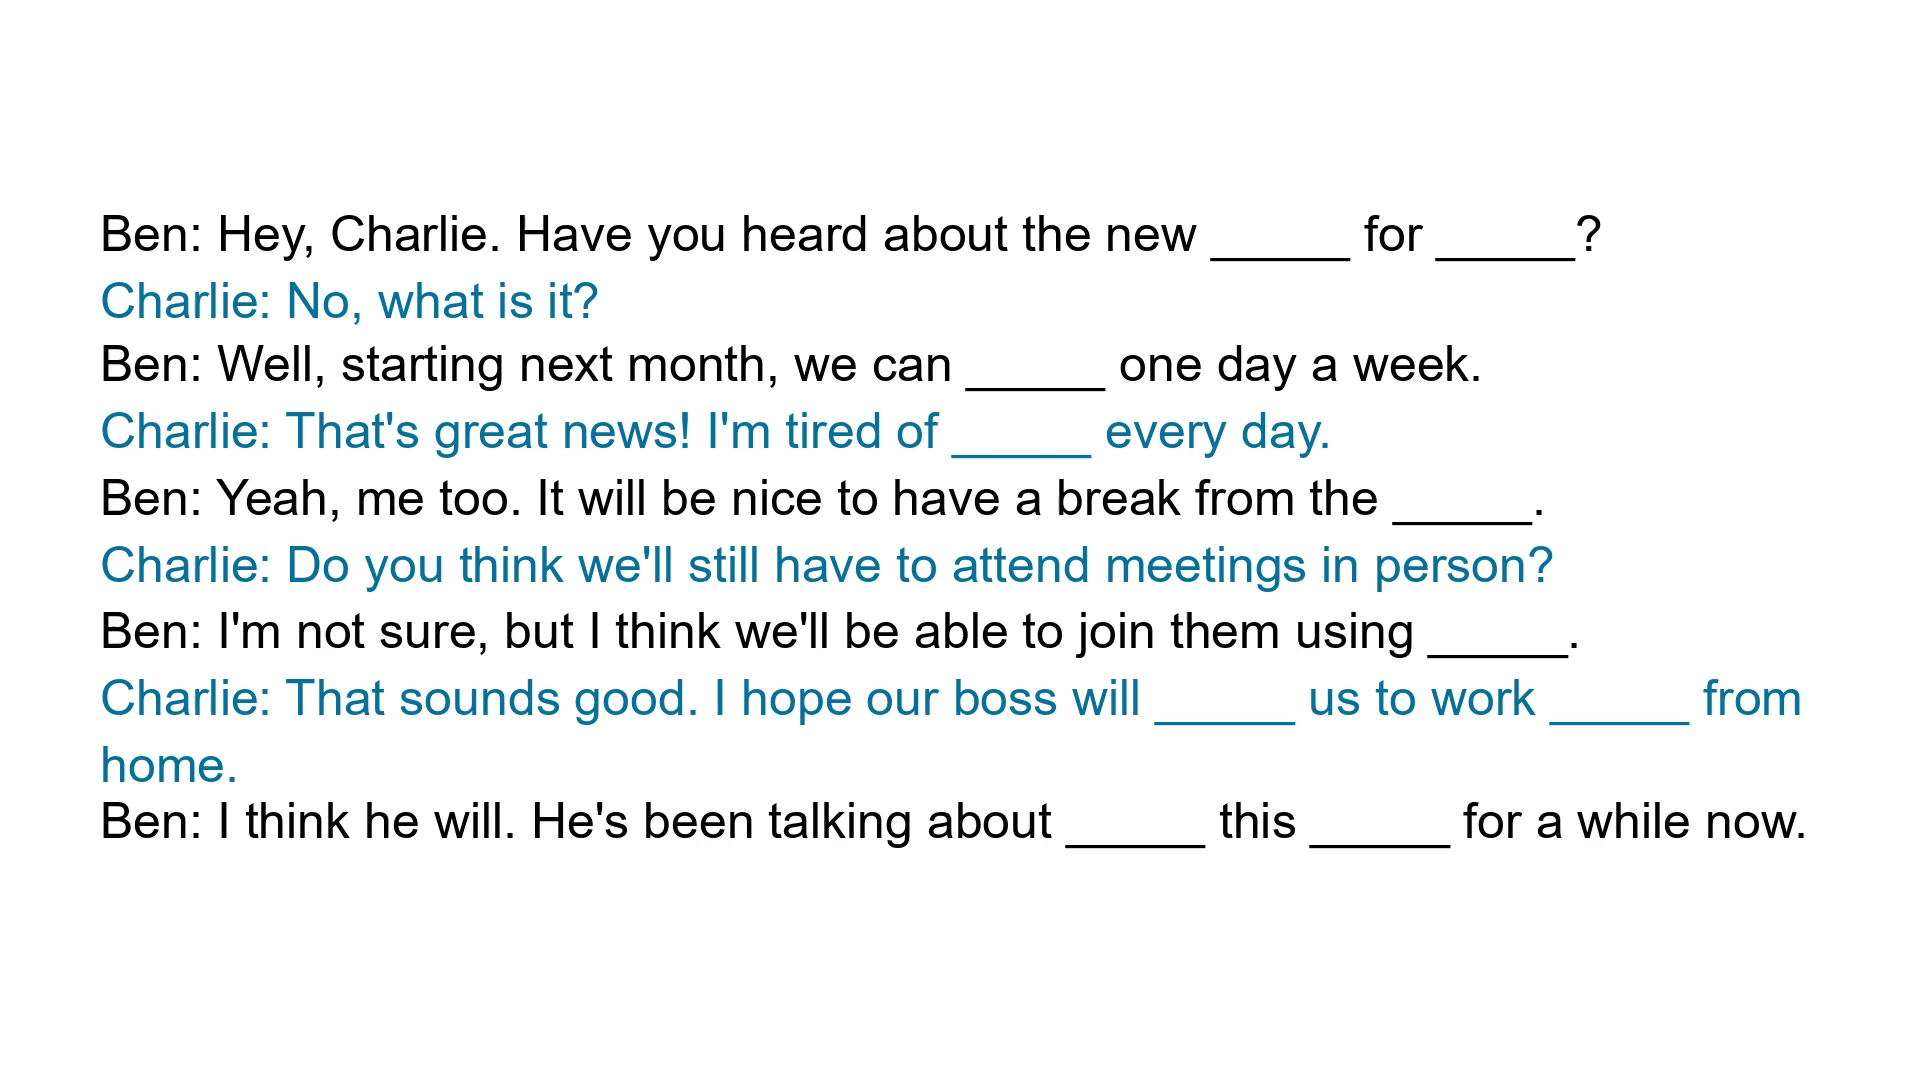 Ben: Hey, Charlie. Have you heard about the new _____ for _____?
Charlie: No, what is it?
Ben: Well, starting next month, we can _____ one day a week.
Charlie: That's great news! I'm tired of _____ every day.
Ben: Yeah, me too. It will be nice to have a break from the _____.
Charlie: Do you think we'll still have to attend meetings in person?
Ben: I'm not sure, but I think we'll be able to join them using _____.
Charlie: That sounds good. I hope our boss will _____ us to work _____ from
home.
Ben: I think he will. He's been talking about _____ this _____ for a while now.